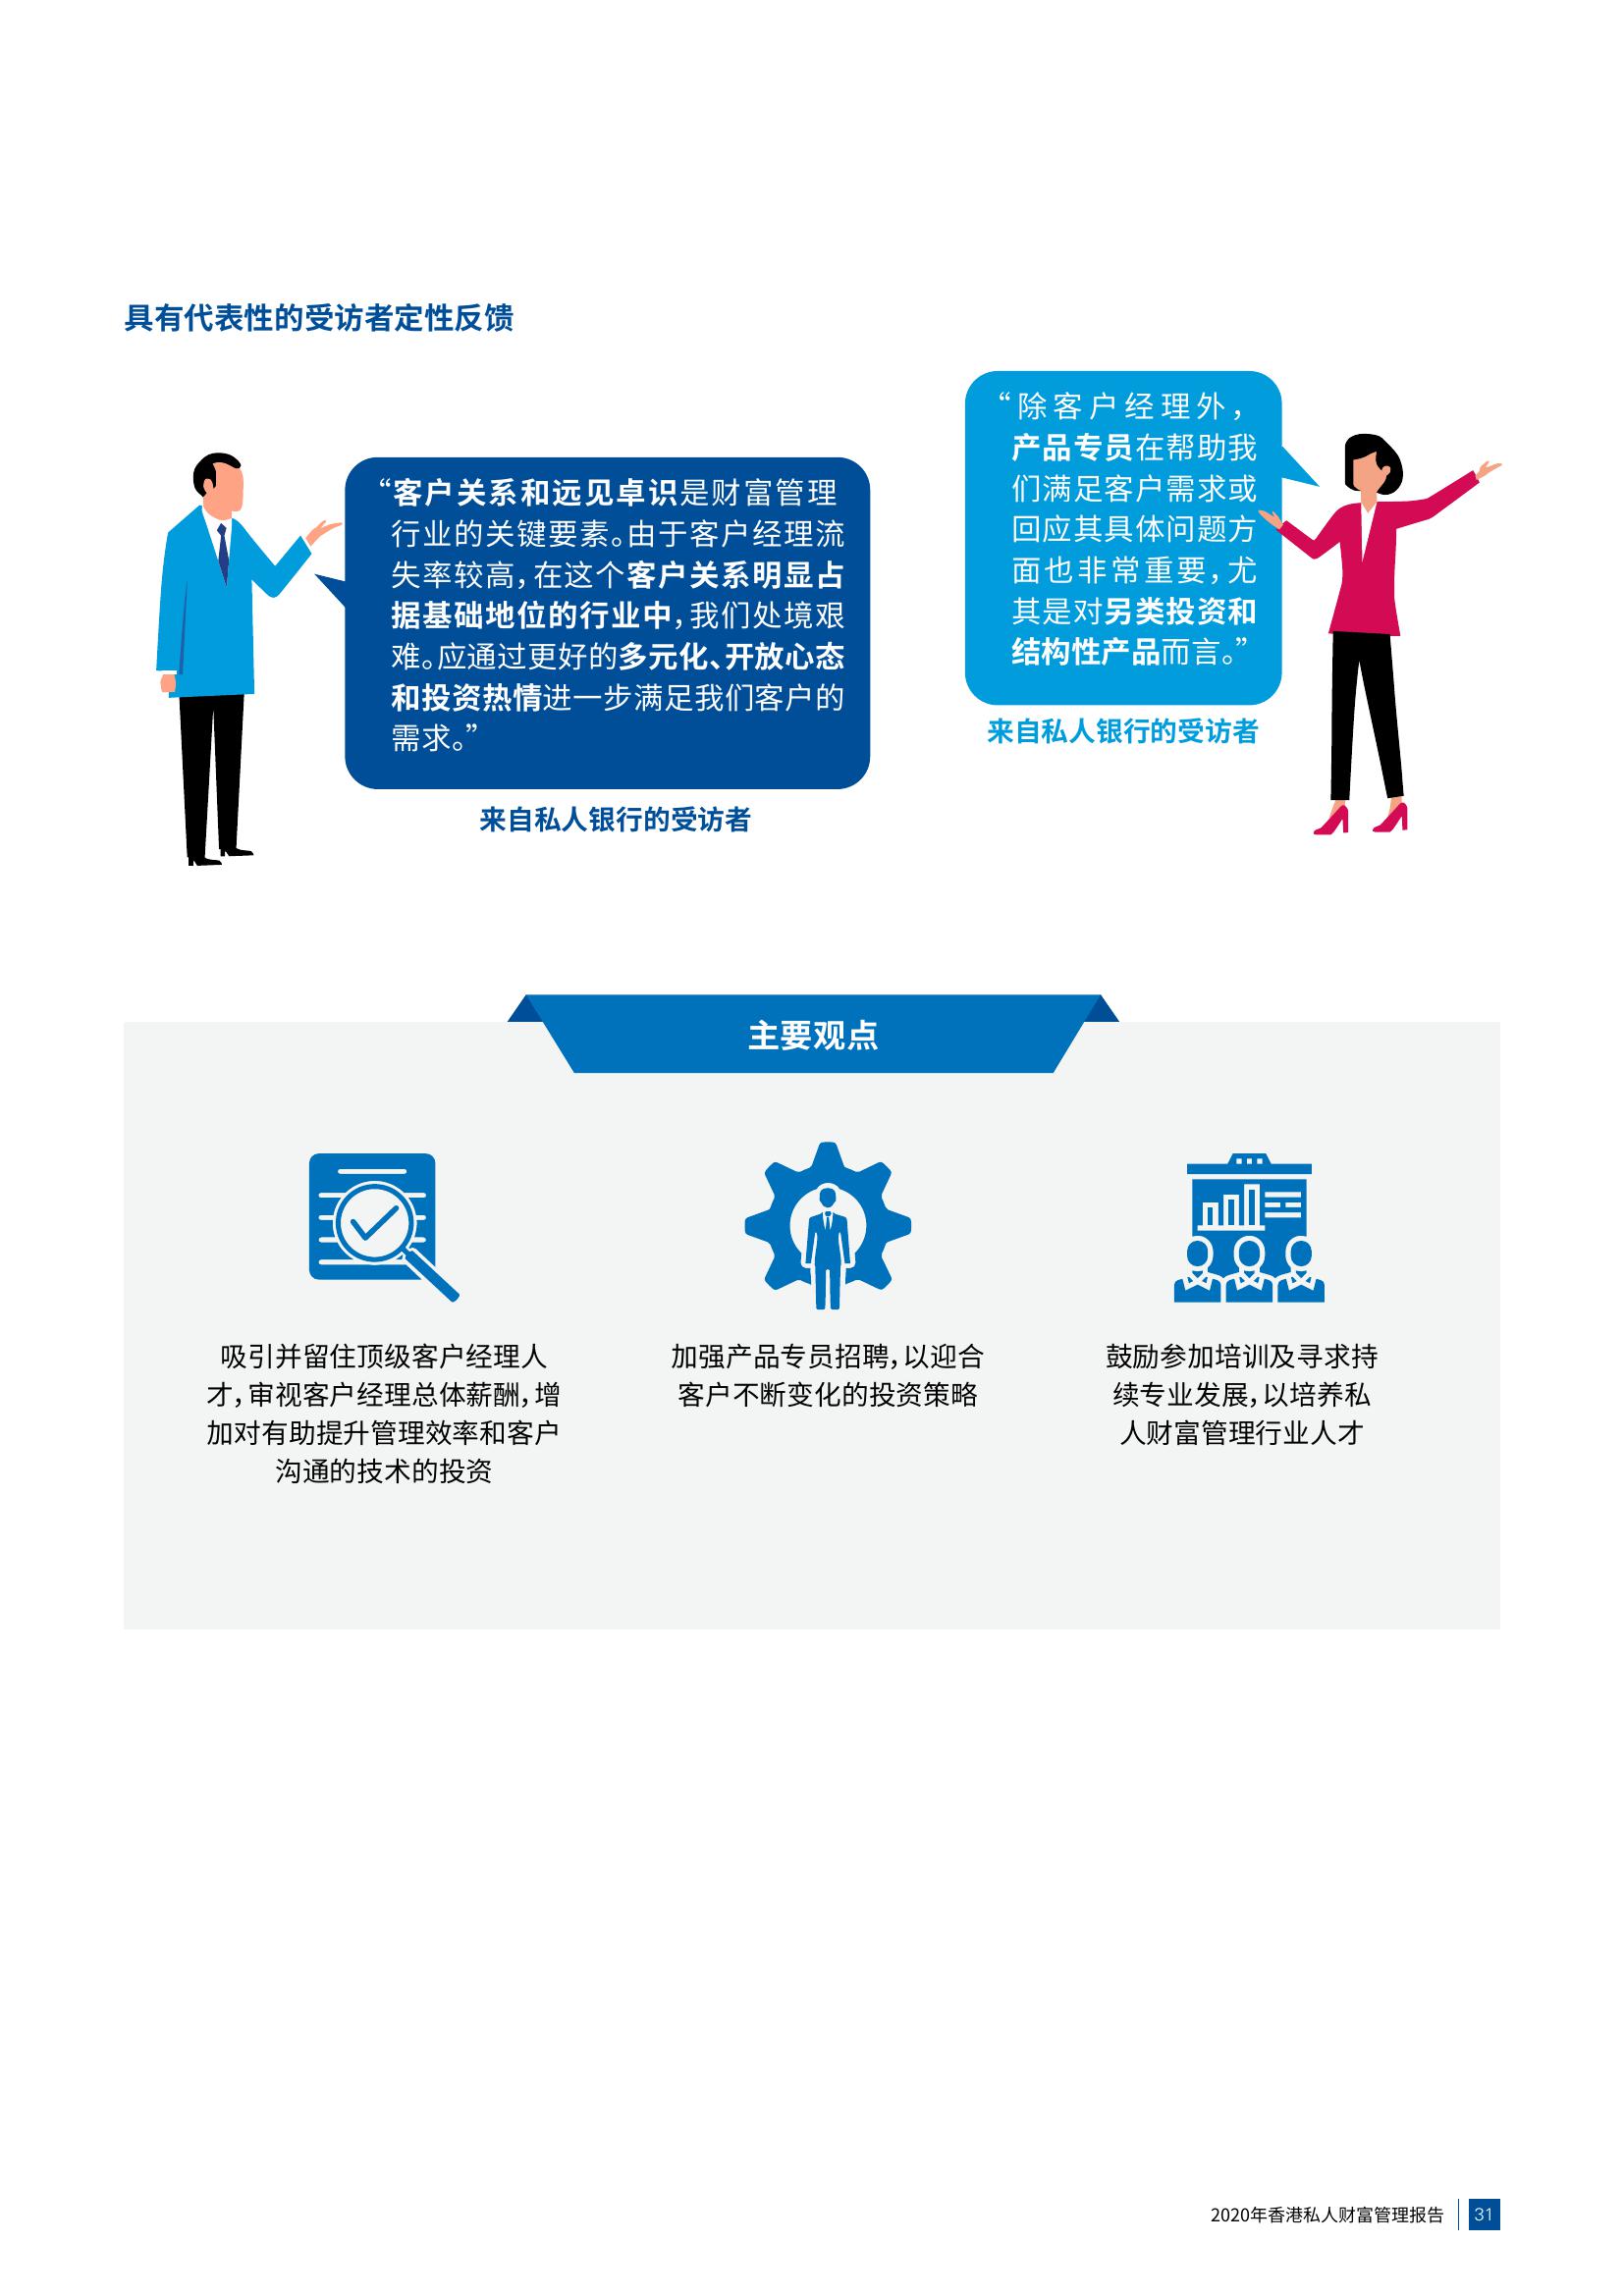 具有代表性的受访者定性反馈
“客户关系和远见卓识是财富管理
行业的关键要素。由于客户经理流
失率较高，在这个客户关系明显占
据基础地位的行业中，我们处境艰
难。应通过更好的多元化、开放心态
和投资热情进一步满足我们客户的
需求。”
来自私人银行的受访者
“除客户经理外，
产品专员在帮助我
们满足客户需求或
回应其具体问题方
面也非常重要，尤
其是对另类投资和
结构性产品而言。”
来自私人银行的受访者
主要观点
吸引并留住顶级客户经理人
才，审视客户经理总体薪酬，增
加对有助提升管理效率和客户
沟通的技术的投资
加强产品专员招聘，以迎合
客户不断变化的投资策略
鼓励参加培训及寻求持
续专业发展，以培养私
人财富管理行业人才
2020年香港私人财富管理报告 31